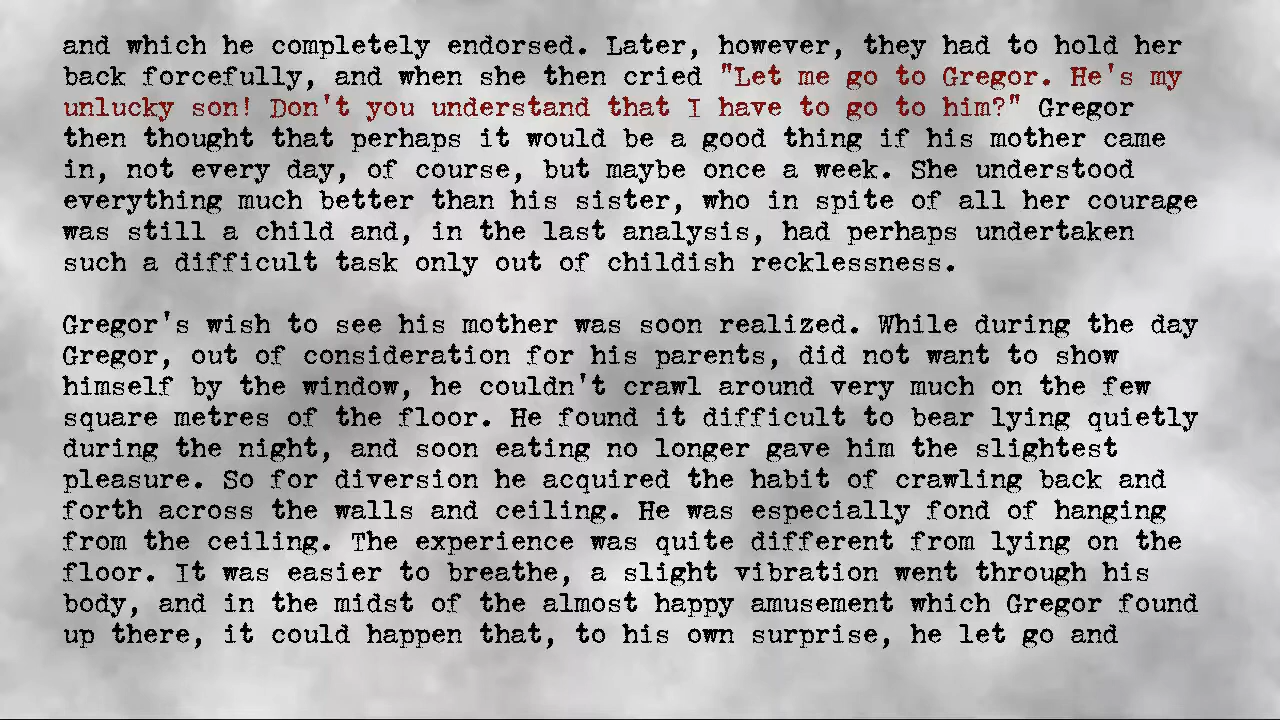 and which he completely endorsed. Later, however, they had to hold her
back forcefully, and when she then cried "Let me go to Gregor. He's my
unlucky son! Don't you understand that I have to go to him?" Gregor
then thought that perhaps it would be a good thing if his mother came
in, not every day, of course, but maybe once a week. She understood
everything much better than his sister, who in spite of all her courage
was still a child and, in the last analysis, had perhaps undertaken
such a difficult task only out of childish recklessness.

Gregor's wish to see his mother was soon realized. While during the day
Gregor, out of consideration for his parents, did not want to show
himself by the window, he couldn't crawl around very much on the few
square metres of the floor. He found it difficult to bear lying quietly
during the night, and soon eating no longer gave him the slightest
pleasure. So for diversion he acquired the habit of crawling back and
forth across the walls and ceiling. He was especially fond of hanging
from the ceiling. The experience was quite different from lying on the
floor. It was easier to breathe, a slight vibration went through his
body, and in the midst of the almost happy amusement which Gregor found
up there, it could happen that, to his own surprise, he let go and